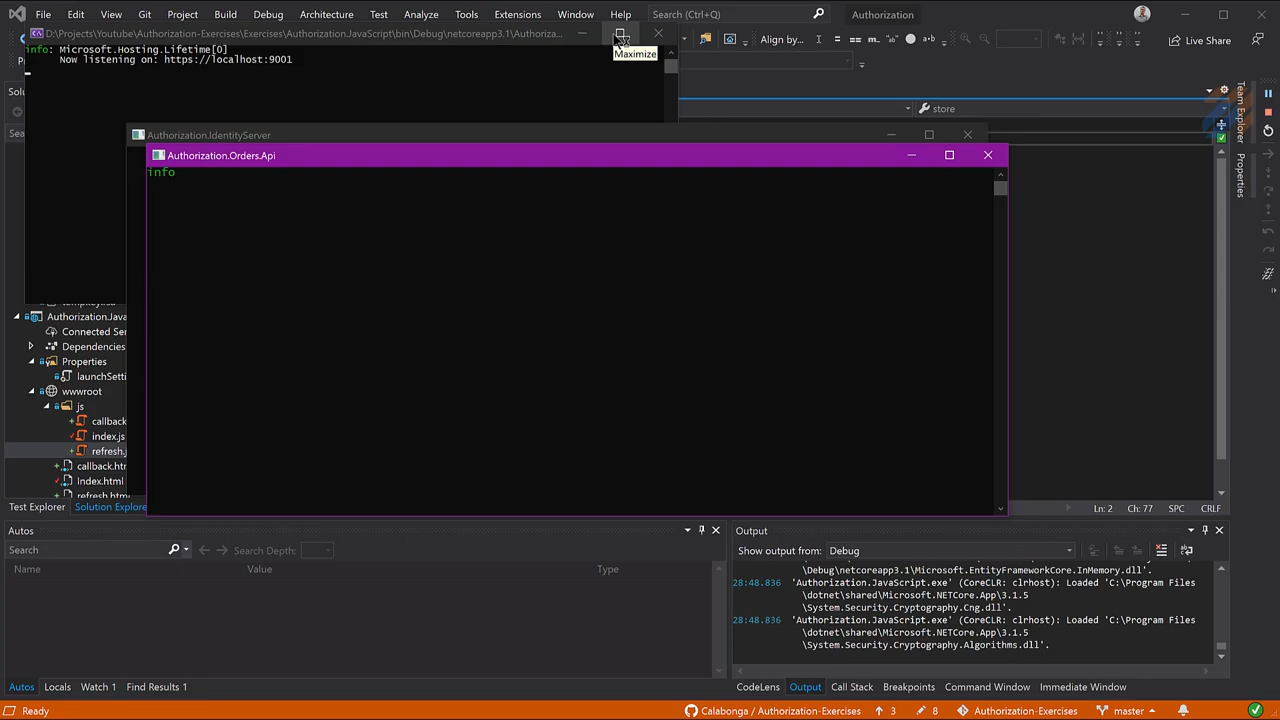 File Edit View Git Project Build Debug Architecture Test Analyze Tools Extensions Window Help Search (Ctrl+Q) Authorization
D:\Projects\Youtube\Authorization-Exercises\Exercises\Authorization.JavaScript\bin\Debug\netcoreapp3.1\Authoriza...
Align by... Live Share
info: Microsoft.Hosting.Lifetime[0]
Maximize
Now listening on: https://localhost:9001
store
Authorization.IdentityServer
Authorization.Orders.Api
info
Team Explorer
Properties
Authorization.Java
Connected Ser
Dependencies
Properties
launchSetti
wwwroot
js
callback
index.js
refresh.j
callback.htm
Index.html
refresh.html
Test Explorer Solution Explore
Ln: 2 Ch: 77 SPC CRLF
Autos
Search Search Depth:
Name Value Type
Output
Show output from: Debug
\Debug\netcoreapp3.1\Microsoft.EntityFrameworkCore.InMemory.dll'.
28:48.836 'Authorization.JavaScript.exe' (CoreCLR: clrhost): Loaded 'C:\Program Files
\dotnet\shared\Microsoft.NETCore.App\3.1.5
\System.Security.Cryptography.Cng.dll'.
28:48.836 'Authorization.JavaScript.exe' (CoreCLR: clrhost): Loaded 'C:\Program Files
\dotnet\shared\Microsoft.NETCore.App\3.1.5
\System.Security.Cryptography.Algorithms.dll'.
Autos Locals Watch 1 Find Results 1
CodeLens Output Call Stack Breakpoints Command Window Immediate Window
Ready Calabonga / Authorization-Exercises 3 8 Authorization-Exercises master